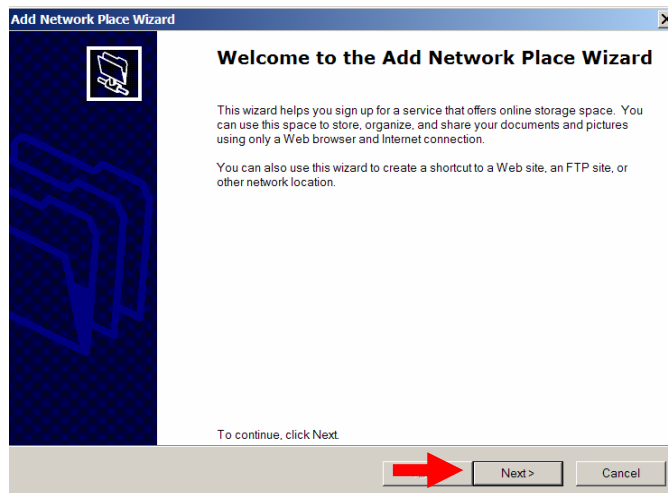 Add Network Place Wizard
Welcome to the Add Network Place Wizard
This wizard helps you sign up for a service that offers online storage space. You
can use this space to store, organize, and share your documents and pictures
using only a Web browser and Internet connection.
You can also use this wizard to create a shortcut to a Web site, an FTP site, or
other network location.
To continue, click Next.
Next >
Cancel